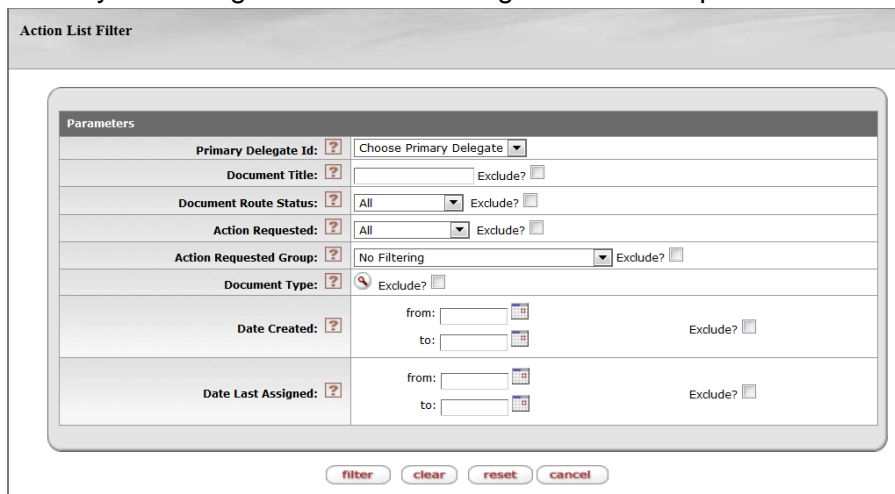 Action List Filter
Parameters
Primary Delegate Id: ? Choose Primary Delegate
Document Title: ? Exclude?
Document Route Status: ? All Exclude?
Action Requested: ? All Exclude?
Action Requested Group: ? No Filtering Exclude?
Document Type: ? Exclude?
Date Created: ? from: Exclude?
to:
Date Last Assigned: ? from: Exclude?
to:
filter clear reset cancel